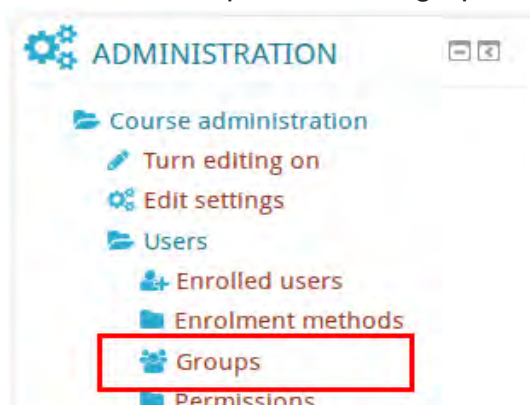 ADMINISTRATION
Course administration
Turn editing on
Edit settings
Users
Enrolled users
Enrolment methods
Groups
Permissions